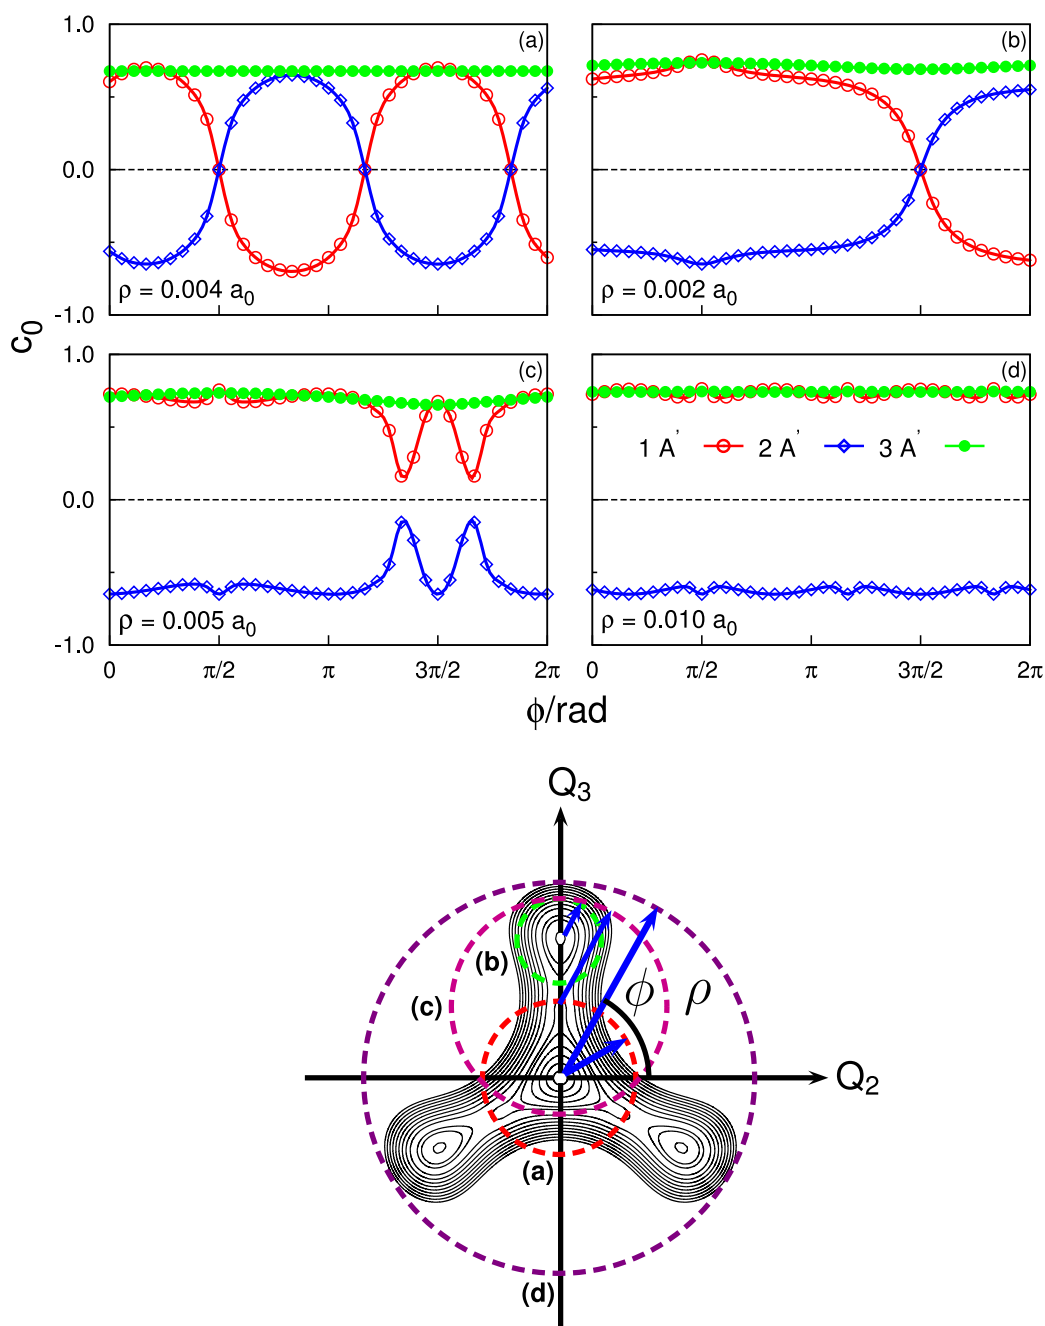 1.0
(a)
(b)
0.0
ρ = 0.004 a₀
ρ = 0.002 a₀
-1.0
c₀
1.0
(c)
(d)
1 A' 2 A' 3 A'
0.0
ρ = 0.005 a₀
ρ = 0.010 a₀
-1.0
0 π/2 π 3π/2 2π
0 π/2 π 3π/2 2π
ϕ/rad
Q₃
(b)
(c)
ϕ ρ
Q₂
(a)
(d)